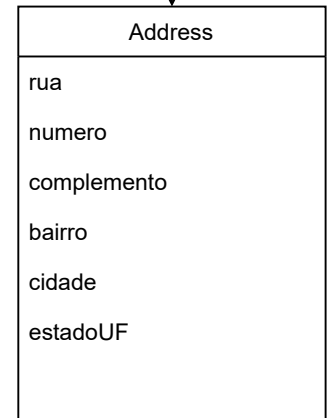 Address
rua
numero
complemento
bairro
cidade
estadoUF